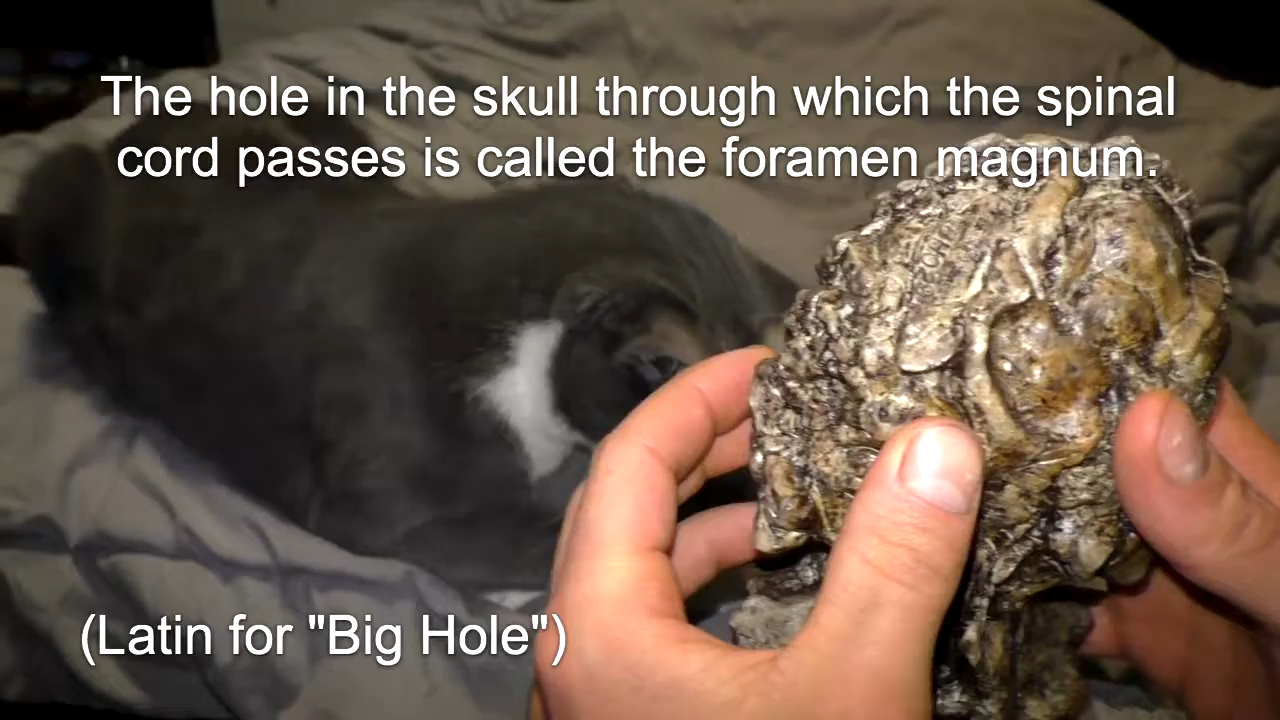 The hole in the skull through which the spinal
cord passes is called the foramen magnum.
(Latin for "Big Hole")